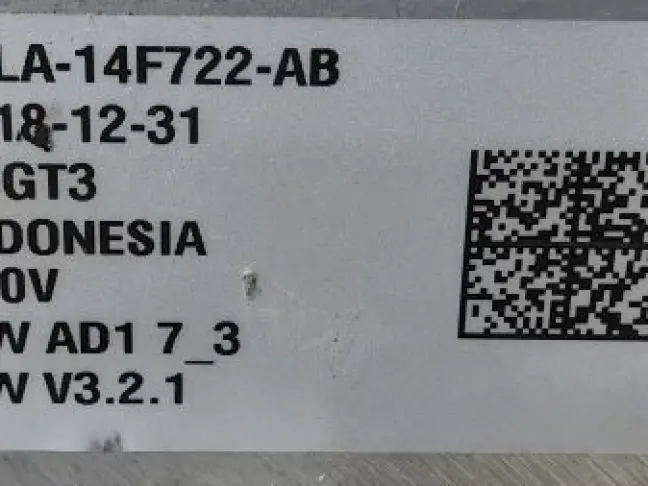 LA-14F722-AB
18-12-31
GT3
DONESIA
0V
W AD1 7_3
W V3.2.1